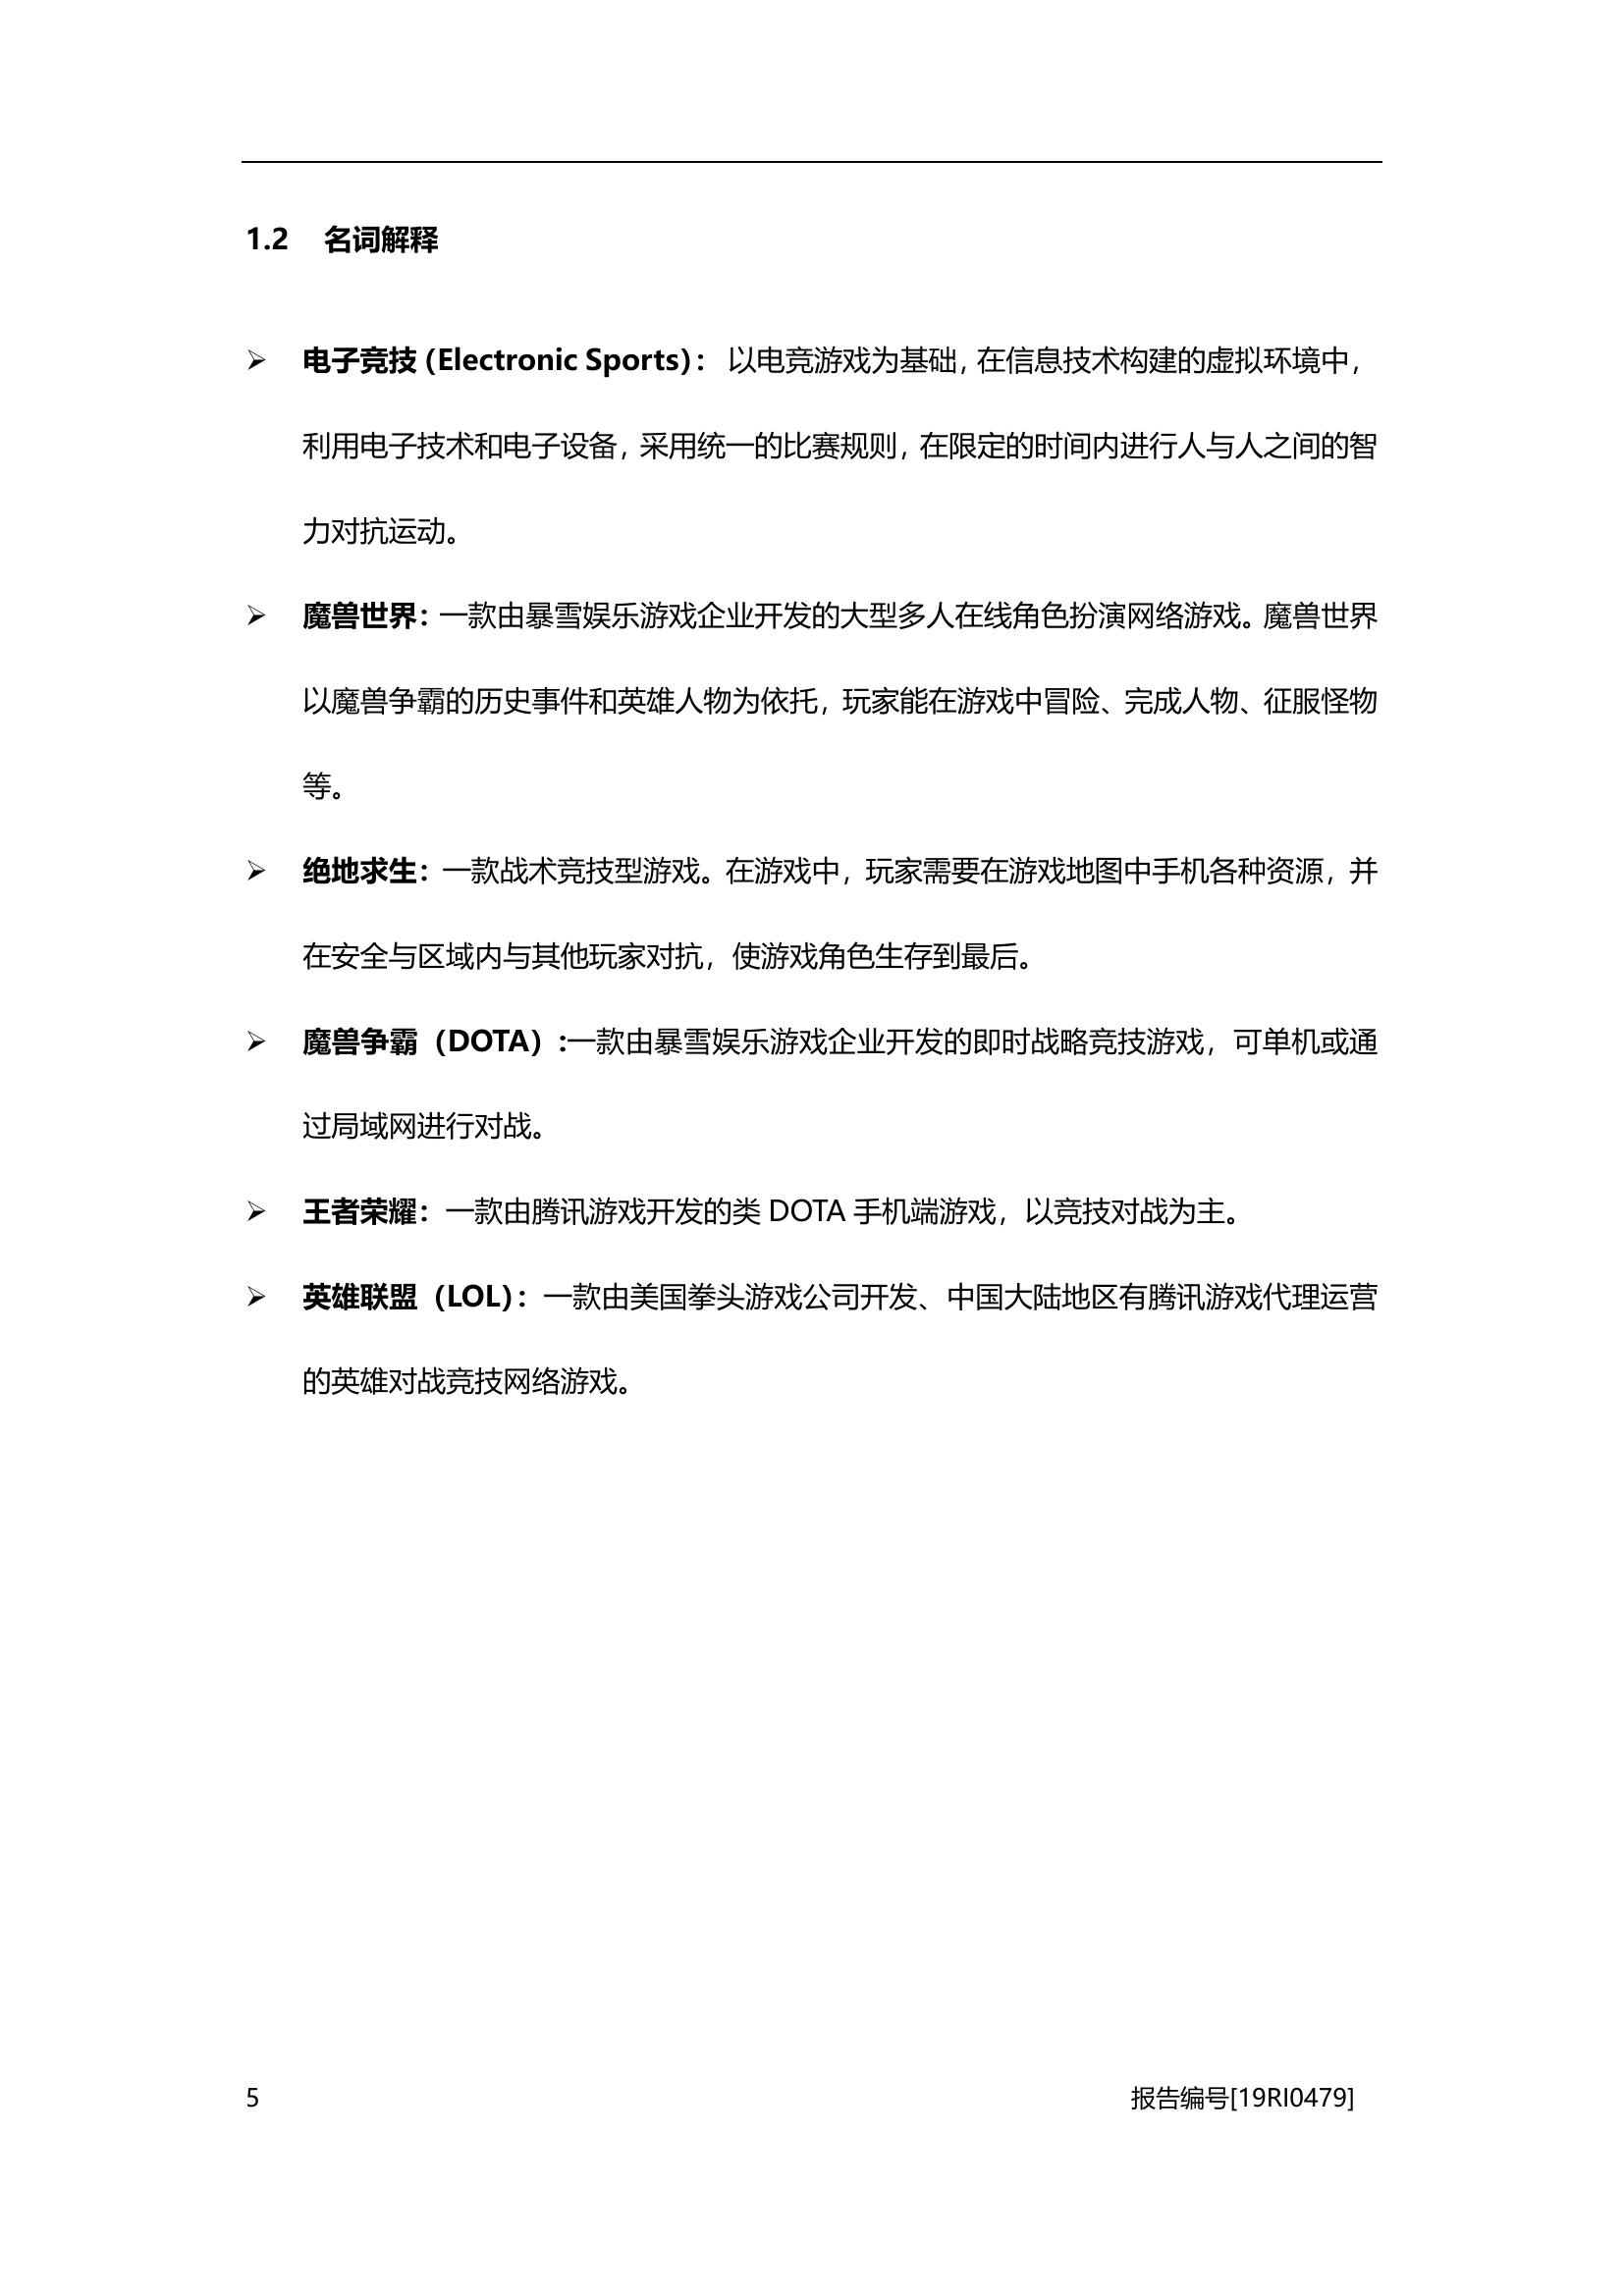 1.2 名词解释
➢ 电子竞技（Electronic Sports）： 以电竞游戏为基础，在信息技术构建的虚拟环境中，
利用电子技术和电子设备，采用统一的比赛规则，在限定的时间内进行人与人之间的智
力对抗运动。
➢ 魔兽世界：一款由暴雪娱乐游戏企业开发的大型多人在线角色扮演网络游戏。魔兽世界
以魔兽争霸的历史事件和英雄人物为依托，玩家能在游戏中冒险、完成人物、征服怪物
等。
➢ 绝地求生：一款战术竞技型游戏。在游戏中，玩家需要在游戏地图中手机各种资源，并
在安全与区域内与其他玩家对抗，使游戏角色生存到最后。
➢ 魔兽争霸（DOTA）:一款由暴雪娱乐游戏企业开发的即时战略竞技游戏，可单机或通
过局域网进行对战。
➢ 王者荣耀：一款由腾讯游戏开发的类 DOTA 手机端游戏，以竞技对战为主。
➢ 英雄联盟（LOL）：一款由美国拳头游戏公司开发、中国大陆地区有腾讯游戏代理运营
的英雄对战竞技网络游戏。
5 报告编号[19RI0479]